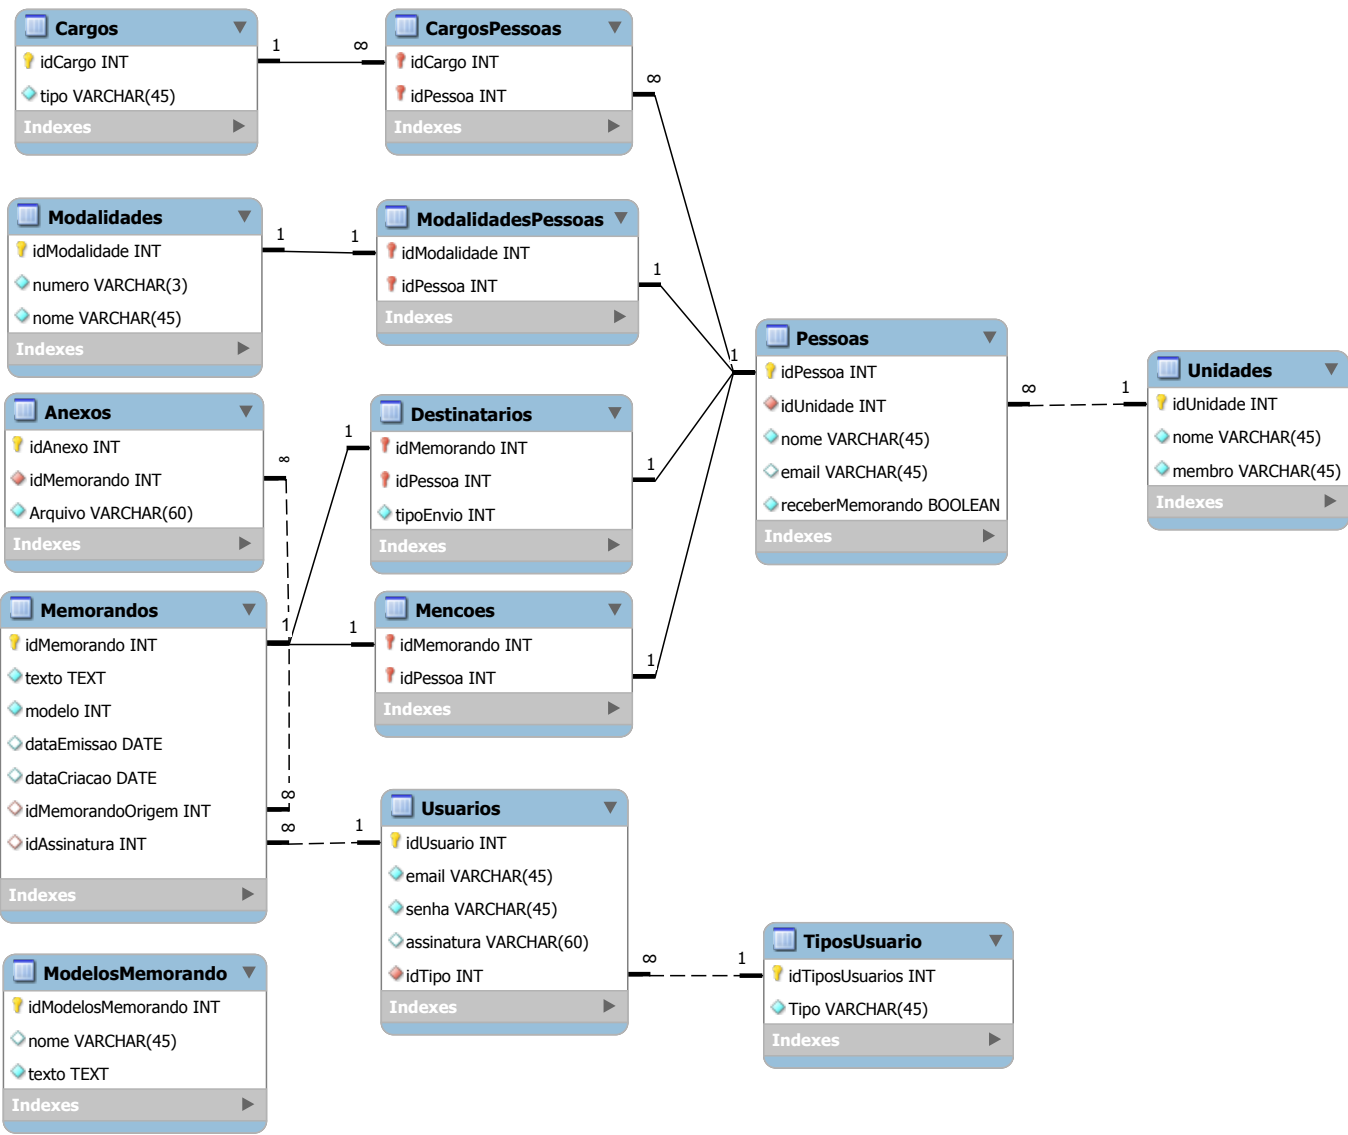 Cargos
idCargo INT
tipo VARCHAR(45)
Indexes
1
∞
CargosPessoas
idCargo INT
idPessoa INT
Indexes
∞
Modalidades
idModalidade INT
numero VARCHAR(3)
nome VARCHAR(45)
Indexes
1
1
ModalidadesPessoas
idModalidade INT
idPessoa INT
Indexes
1
Pessoas
idPessoa INT
idUnidade INT
nome VARCHAR(45)
email VARCHAR(45)
receberMemorando BOOLEAN
Indexes
1
∞
1
Unidades
idUnidade INT
nome VARCHAR(45)
membro VARCHAR(45)
Indexes
Anexos
idAnexo INT
idMemorando INT
Arquivo VARCHAR(60)
Indexes
∞
1
Destinatarios
idMemorando INT
idPessoa INT
tipoEnvio INT
Indexes
1
Memorandos
idMemorando INT
texto TEXT
modelo INT
dataEmissao DATE
dataCriacao DATE
idMemorandoOrigem INT
idAssinatura INT
Indexes
1
1
∞
∞
1
Mencoes
idMemorando INT
idPessoa INT
Indexes
1
Usuarios
idUsuario INT
email VARCHAR(45)
senha VARCHAR(45)
assinatura VARCHAR(60)
idTipo INT
Indexes
∞
1
TiposUsuario
idTiposUsuarios INT
Tipo VARCHAR(45)
Indexes
ModelosMemorando
idModelosMemorando INT
nome VARCHAR(45)
texto TEXT
Indexes